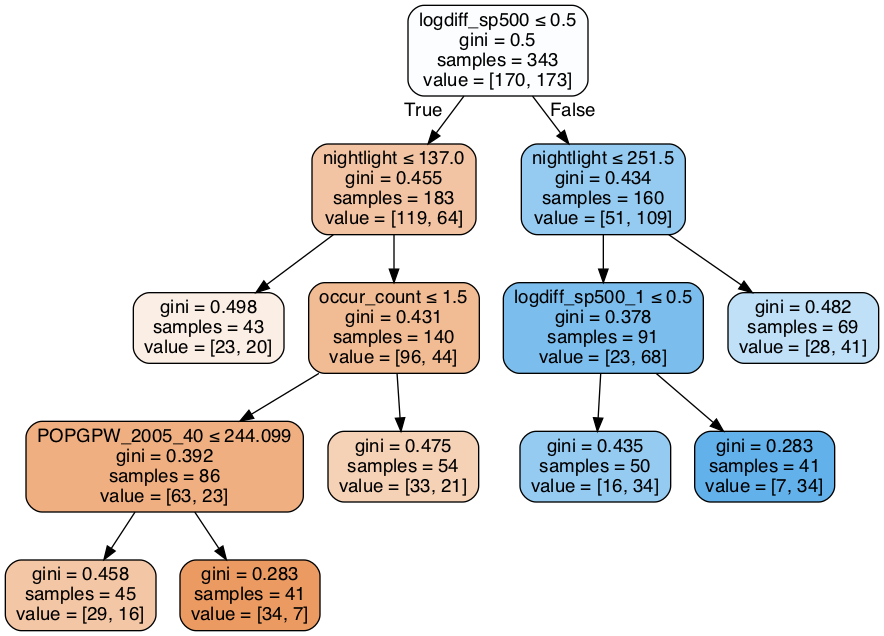 logdiff_sp500 ≤ 0.5
gini = 0.5
samples = 343
value = [170, 173]
True
False
nightlight ≤ 137.0
gini = 0.455
samples = 183
value = [119, 64]
nightlight ≤ 251.5
gini = 0.434
samples = 160
value = [51, 109]
gini = 0.498
samples = 43
value = [23, 20]
occur_count ≤ 1.5
gini = 0.431
samples = 140
value = [96, 44]
logdiff_sp500_1 ≤ 0.5
gini = 0.378
samples = 91
value = [23, 68]
gini = 0.482
samples = 69
value = [28, 41]
POPGPW_2005_40 ≤ 244.099
gini = 0.392
samples = 86
value = [63, 23]
gini = 0.475
samples = 54
value = [33, 21]
gini = 0.435
samples = 50
value = [16, 34]
gini = 0.283
samples = 41
value = [7, 34]
gini = 0.458
samples = 45
value = [29, 16]
gini = 0.283
samples = 41
value = [34, 7]